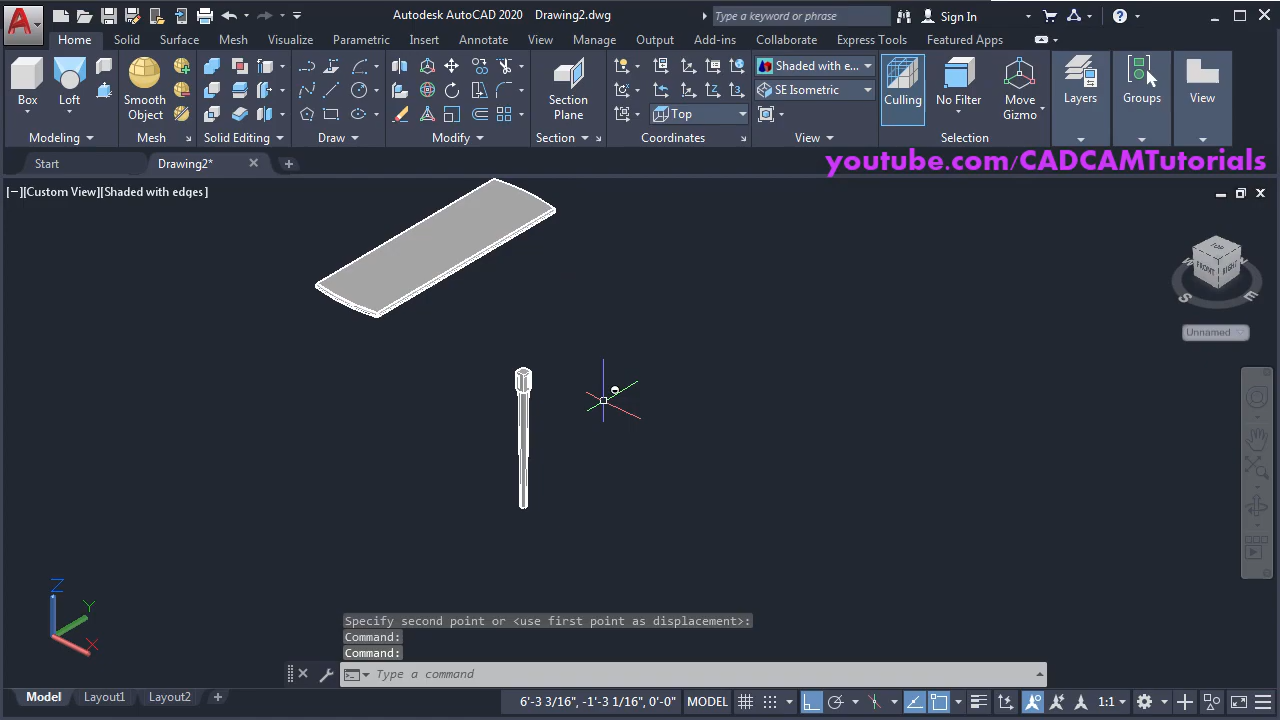 Autodesk AutoCAD 2020 Drawing2.dwg
Type a keyword or phrase
Sign In
Home Solid Surface Mesh Visualize Parametric Insert Annotate View Manage Output Add-ins Collaborate Express Tools Featured Apps
Box
Loft
Modeling
Smooth
Object
Mesh
Solid Editing
Draw
Modify
Section
Plane
Section
Top
Coordinates
Shaded with e...
SE Isometric
View
Culling
No Filter
Move
Gizmo
Selection
Layers
Groups
View
Start
Drawing2*
youtube.com/CADCAMTutorials
[−][Custom View][Shaded with edges]
TOP
FRONT
RIGHT
W
S
E
Unnamed
Z
Y
X
Specify second point or <use first point as displacement>:
Command:
Command:
Type a command
Model Layout1 Layout2
6'-3 3/16", -1'-3 1/16", 0'-0" MODEL
1:1